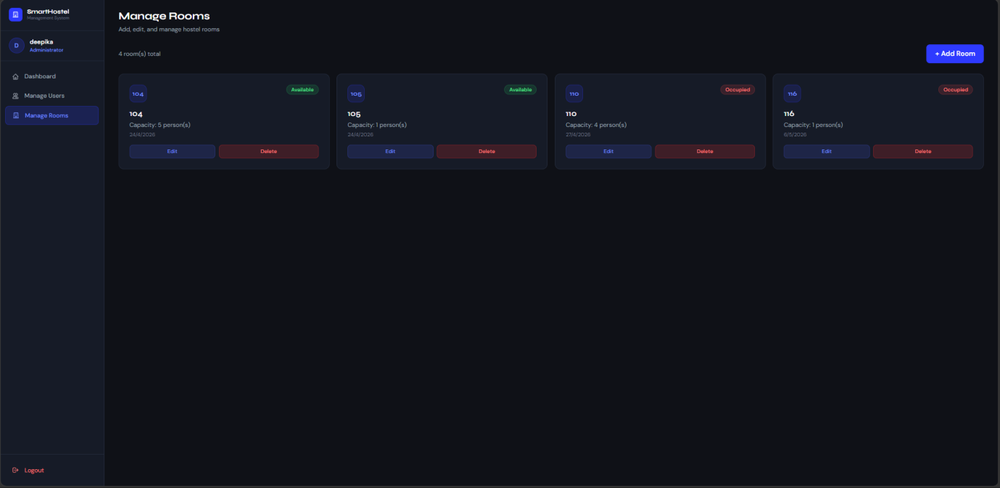 SmartHostel
Management System
D
deepika
Administrator
Dashboard
Manage Users
Manage Rooms
Logout
Manage Rooms
Add, edit, and manage hostel rooms
4 room(s) total
+ Add Room
104
Available
104
Capacity: 5 person(s)
24/4/2026
Edit
Delete
105
Available
105
Capacity: 1 person(s)
24/4/2026
Edit
Delete
110
Occupied
110
Capacity: 4 person(s)
27/4/2026
Edit
Delete
116
Occupied
116
Capacity: 1 person(s)
6/5/2026
Edit
Delete